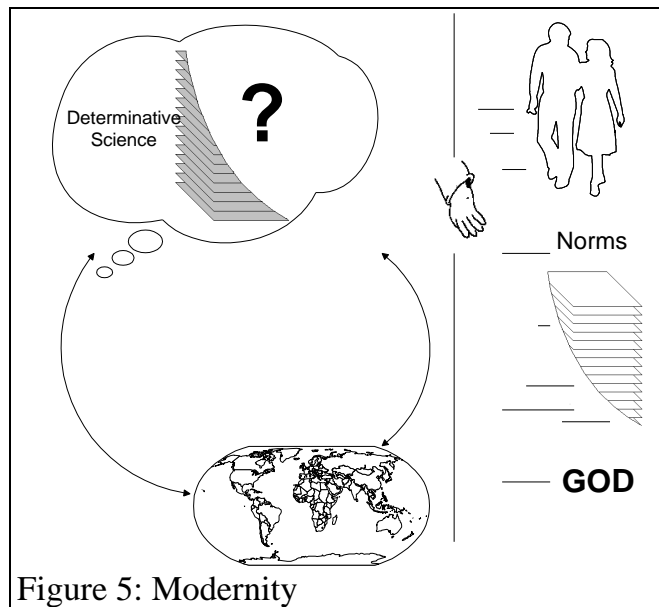 Determinative
Science
?
Norms
GOD
Figure 5: Modernity